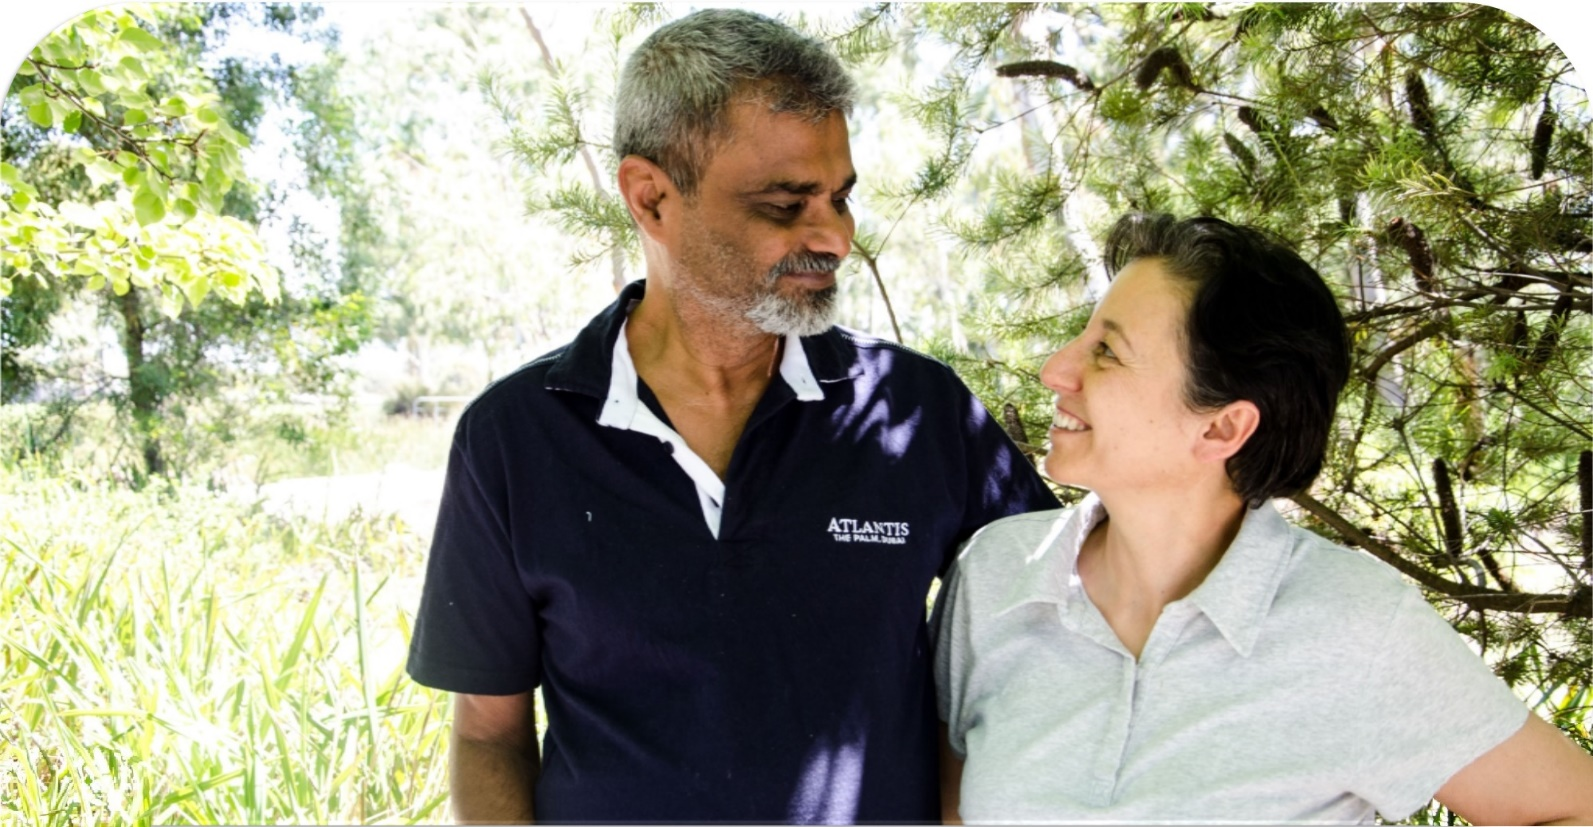 ATLANTIS
THE PALM, DUBAI